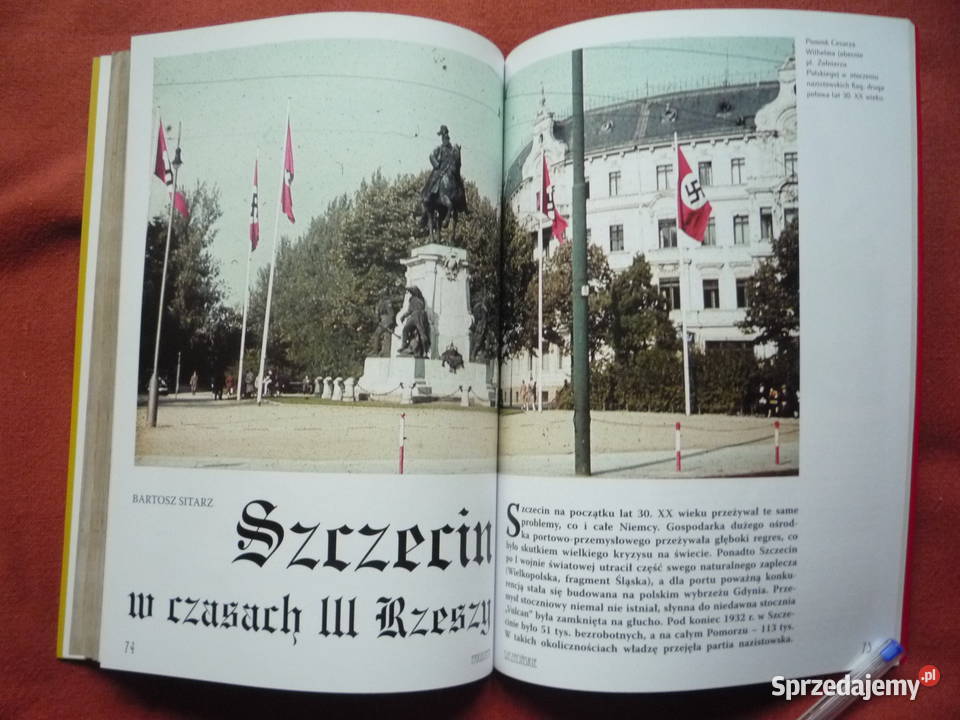 Pomnik Cesarza
Wilhelma (obecnie
pl. Żołnierza
Polskiego) w otoczeniu
nazistowskich flag, druga
połowa lat 30. XX wieku.
BARTOSZ SITARZ
Szczecin
w czasach III Rzeszy
Szczecin na początku lat 30. XX wieku przeżywał te same
problemy, co i całe Niemcy. Gospodarka dużego ośrod-
ka portowo-przemysłowego przeżywała głęboki regres, co
było skutkiem wielkiego kryzysu na świecie. Ponadto Szczecin
po I wojnie światowej utracił część swego naturalnego zaplecza
(Wielkopolska, fragment Śląska), a dla portu poważną konku-
rencją stała się budowana na polskim wybrzeżu Gdynia. Prze-
mysł stoczniowy niemal nie istniał, słynna do niedawna stocznia
„Vulcan” była zamknięta na głucho. Pod koniec 1932 r. w Szcze-
cinie było 51 tys. bezrobotnych, a na całym Pomorzu – 113 tys.
W takich okolicznościach władzę przejęła partia nazistowska.
74
75
Sprzedajemy.pl